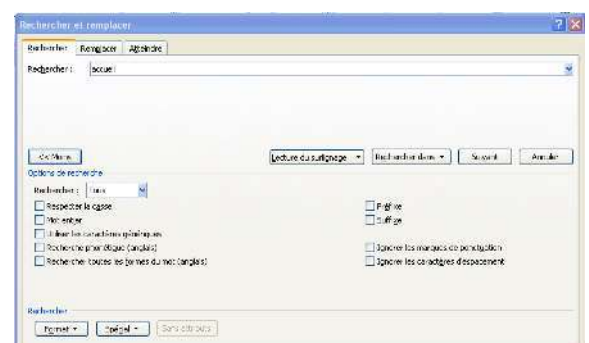 Rechercher et remplacer
Rechercher Remplacer Atteindre
Rechercher : accueil
<< Moins Lecture du surlignage Rechercher dans Suivant Annuler
Options de recherche
Rechercher : Tous
Respecter la casse Préfixe
Mot entier Suffixe
Utiliser les caractères génériques
Recherche phonétique (anglais) Ignorer les marques de ponctuation
Rechercher toutes les formes du mot (anglais) Ignorer les caractères d'espacement
Rechercher
Format Spécial Sans attributs